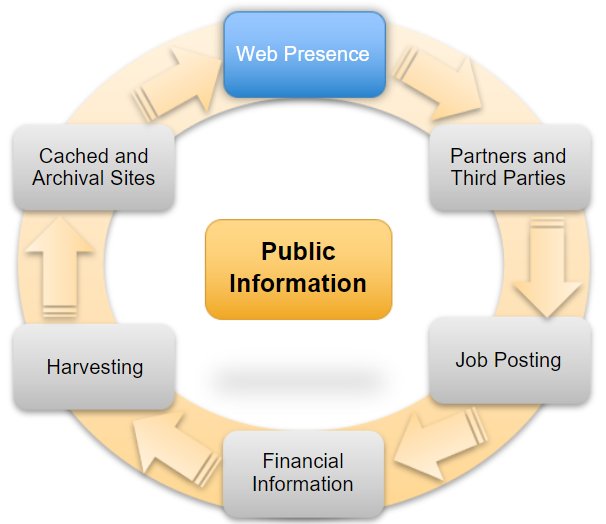 Web Presence
Partners and
Third Parties
Job Posting
Financial
Information
Harvesting
Cached and
Archival Sites
Public
Information